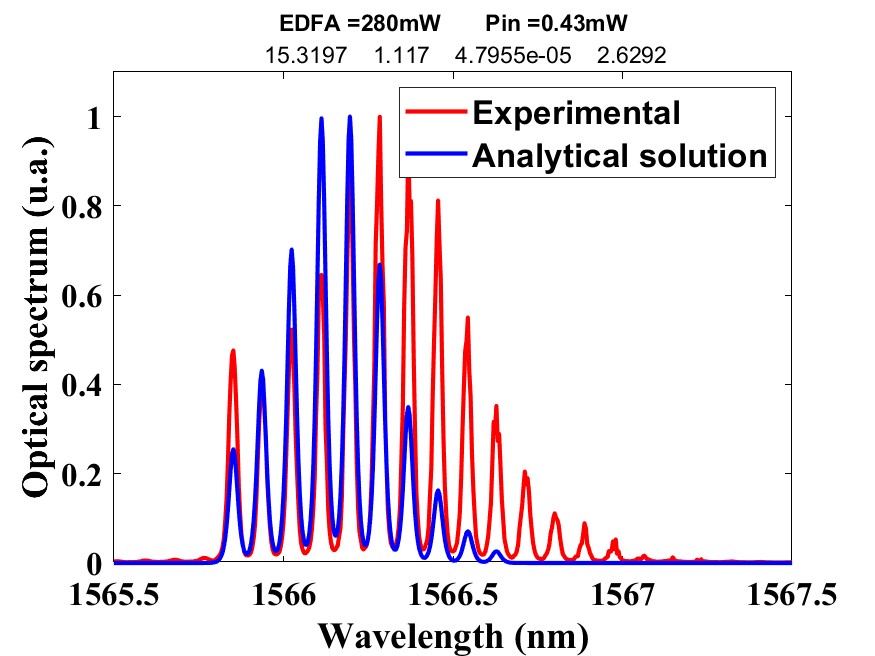 EDFA =280mW Pin =0.43mW
15.3197 1.117 4.7955e-05 2.6292
Experimental
Analytical solution
Optical spectrum (u.a.)
1
0.8
0.6
0.4
0.2
0
1565.5 1566 1566.5 1567 1567.5
Wavelength (nm)